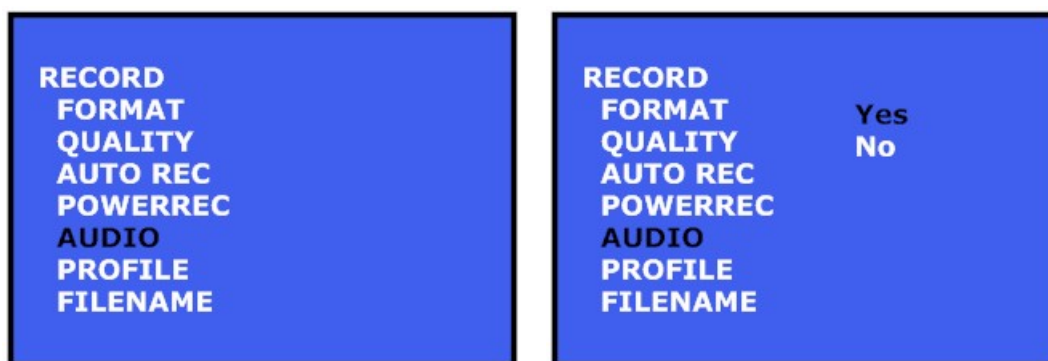 RECORD
FORMAT
QUALITY
AUTO REC
POWERREC
AUDIO
PROFILE
FILENAME
RECORD
FORMAT
QUALITY
AUTO REC
POWERREC
AUDIO
PROFILE
FILENAME
Yes
No